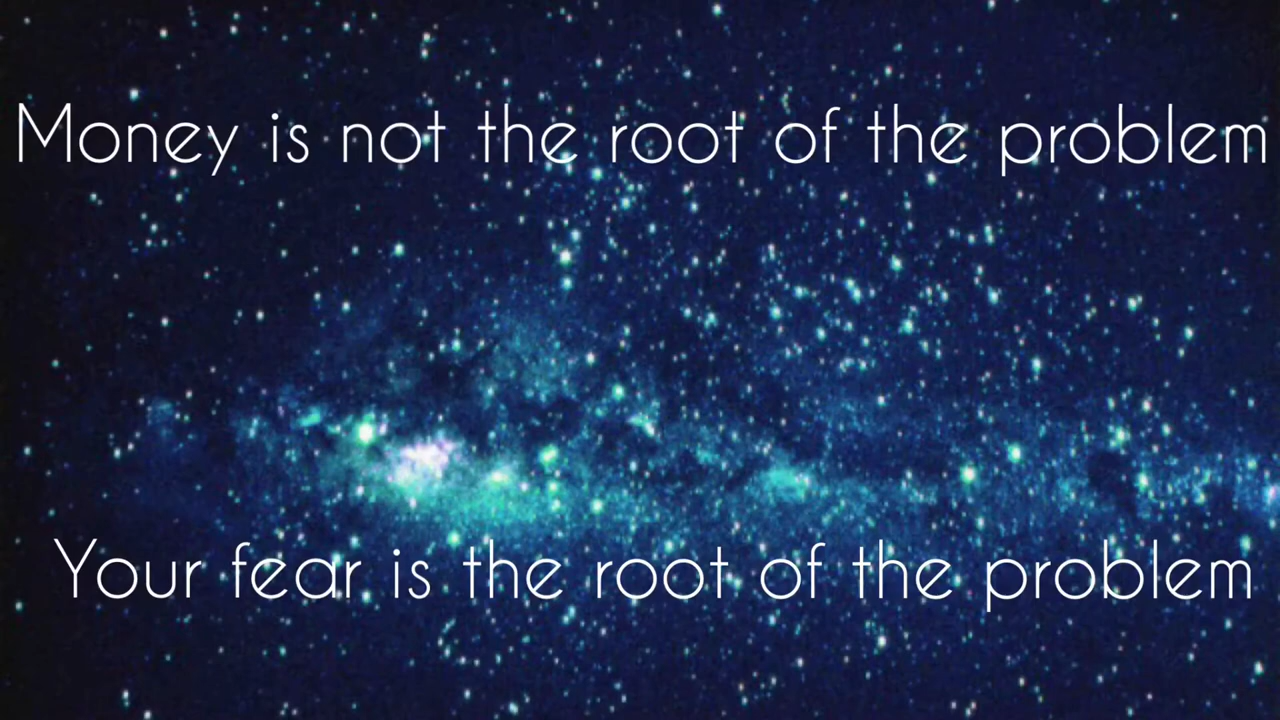 Money is not the root of the problem
Your fear is the root of the problem